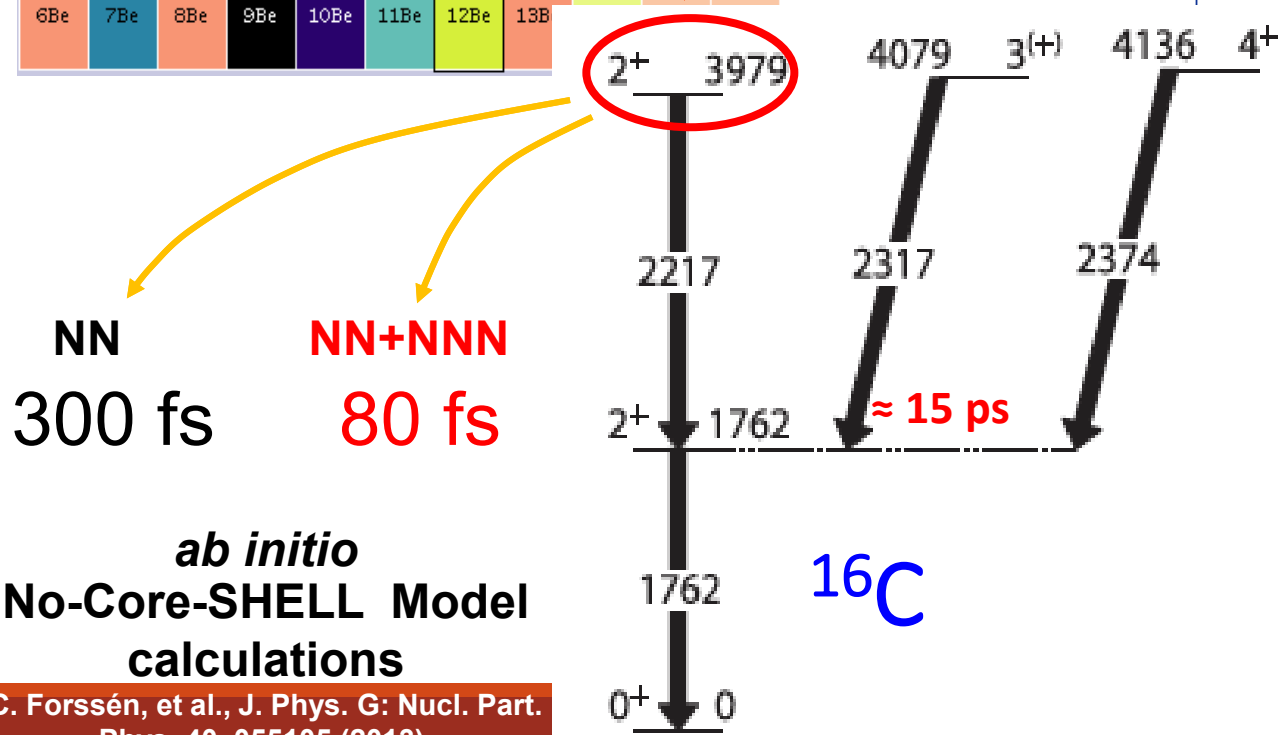 6Be 7Be 8Be 9Be 10Be 11Be 12Be 13B
2+ 3979
4079 3(+)
4136 4+
2217
2317
2374
NN
NN+NNN
300 fs
80 fs
2+ 1762
≈ 15 ps
ab initio
No-Core-SHELL Model
calculations
1762
16C
C. Forssén, et al., J. Phys. G: Nucl. Part.
0+ 0